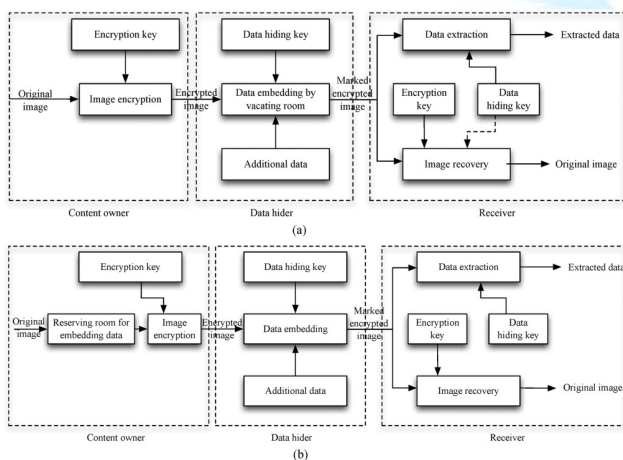 Encryption key
Data hiding key
Data extraction
Extracted data
Original
image
Image encryption
Encrypted
image
Data embedding by
vacating room
Marked
encrypted
image
Encryption
key
Data
hiding key
Additional data
Image recovery
Original image
Content owner
Data hider
Receiver
(a)
Encryption key
Data hiding key
Data extraction
Extracted data
Original
image
Reserving room for
embedding data
Image
encryption
Encrypted
image
Data embedding
Marked
encrypted
image
Encryption
key
Data
hiding key
Additional data
Image recovery
Original image
Content owner
Data hider
Receiver
(b)